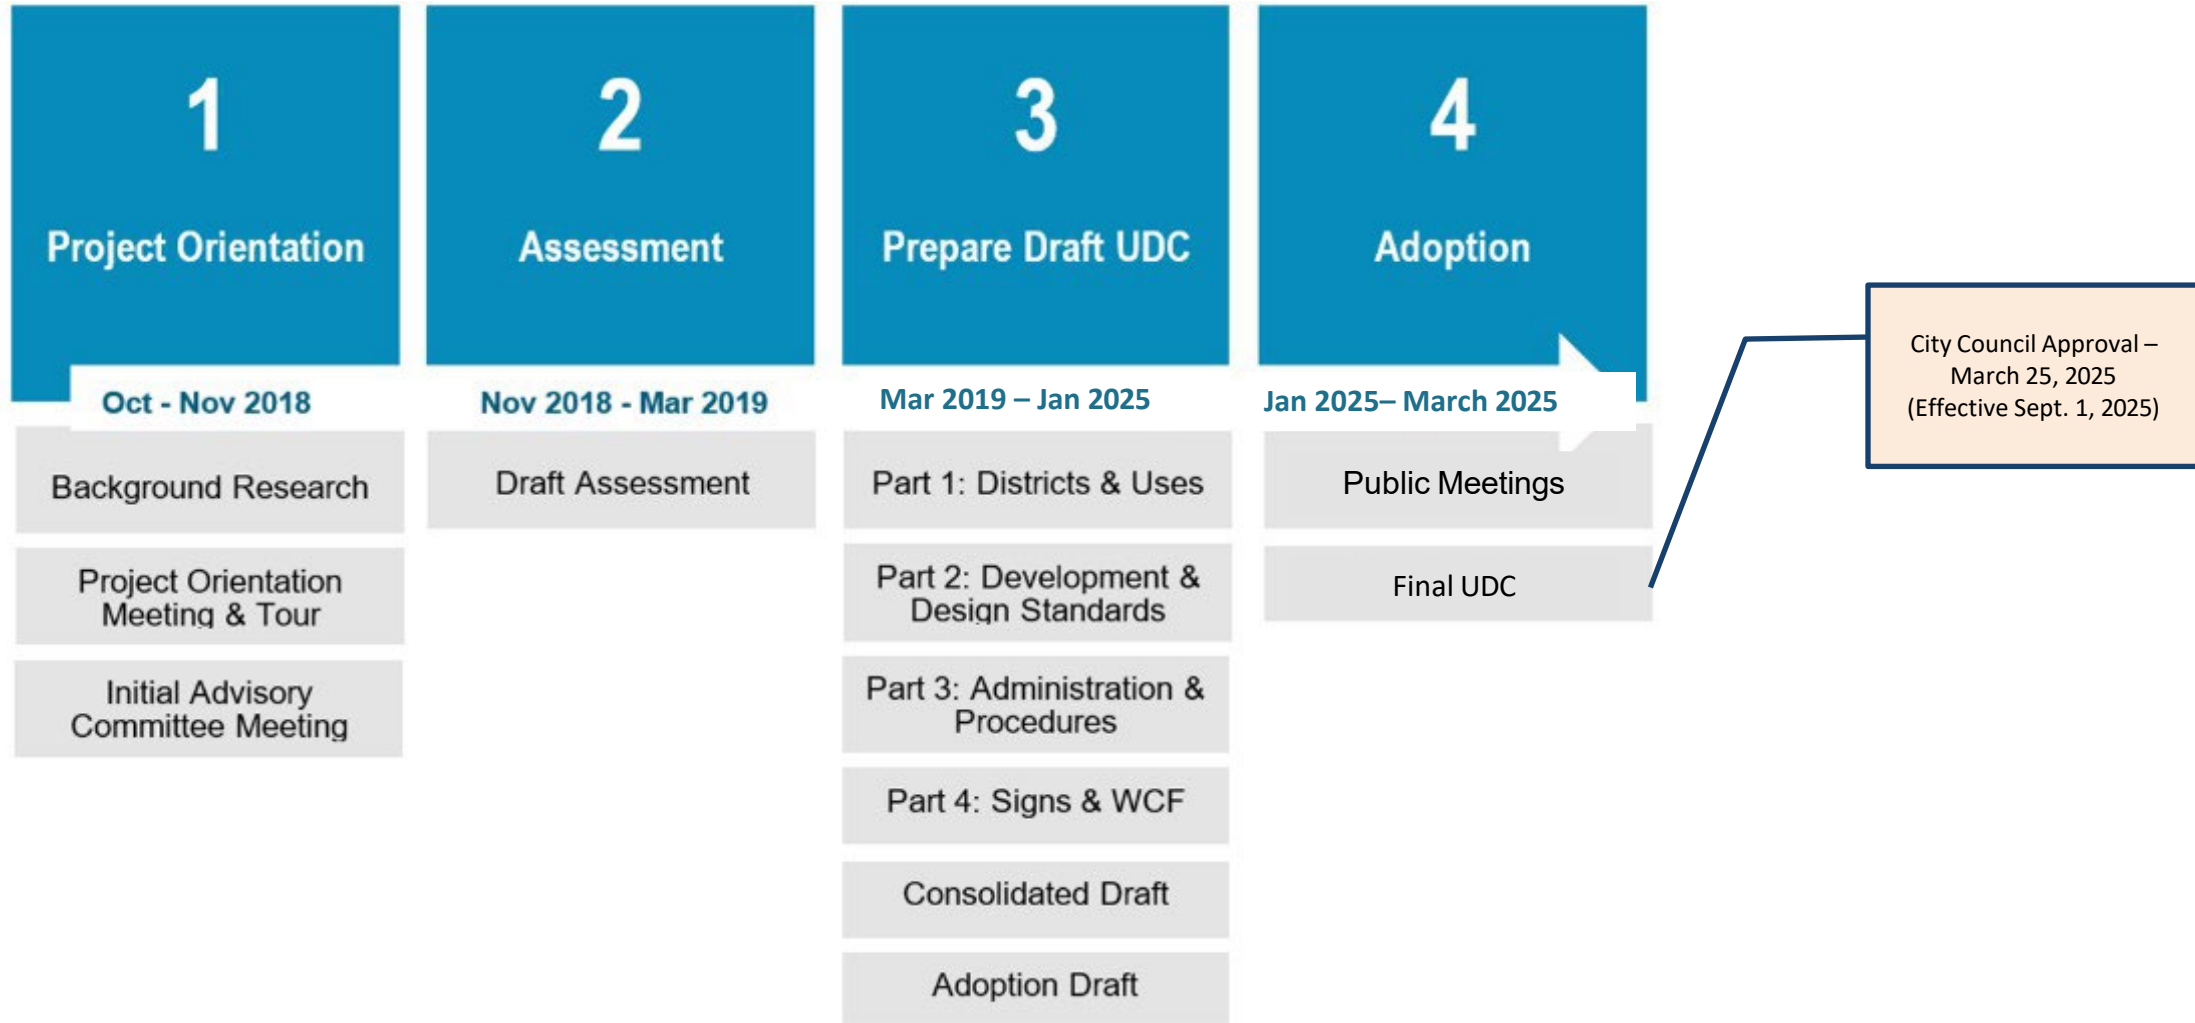 1
Project Orientation
Oct - Nov 2018
Background Research
Project Orientation
Meeting & Tour
Initial Advisory
Committee Meeting
2
Assessment
Nov 2018 - Mar 2019
Draft Assessment
3
Prepare Draft UDC
Mar 2019 – Jan 2025
Part 1: Districts & Uses
Part 2: Development &
Design Standards
Part 3: Administration &
Procedures
Part 4: Signs & WCF
Consolidated Draft
Adoption Draft
4
Adoption
Jan 2025– March 2025
Public Meetings
Final UDC
City Council Approval –
March 25, 2025
(Effective Sept. 1, 2025)